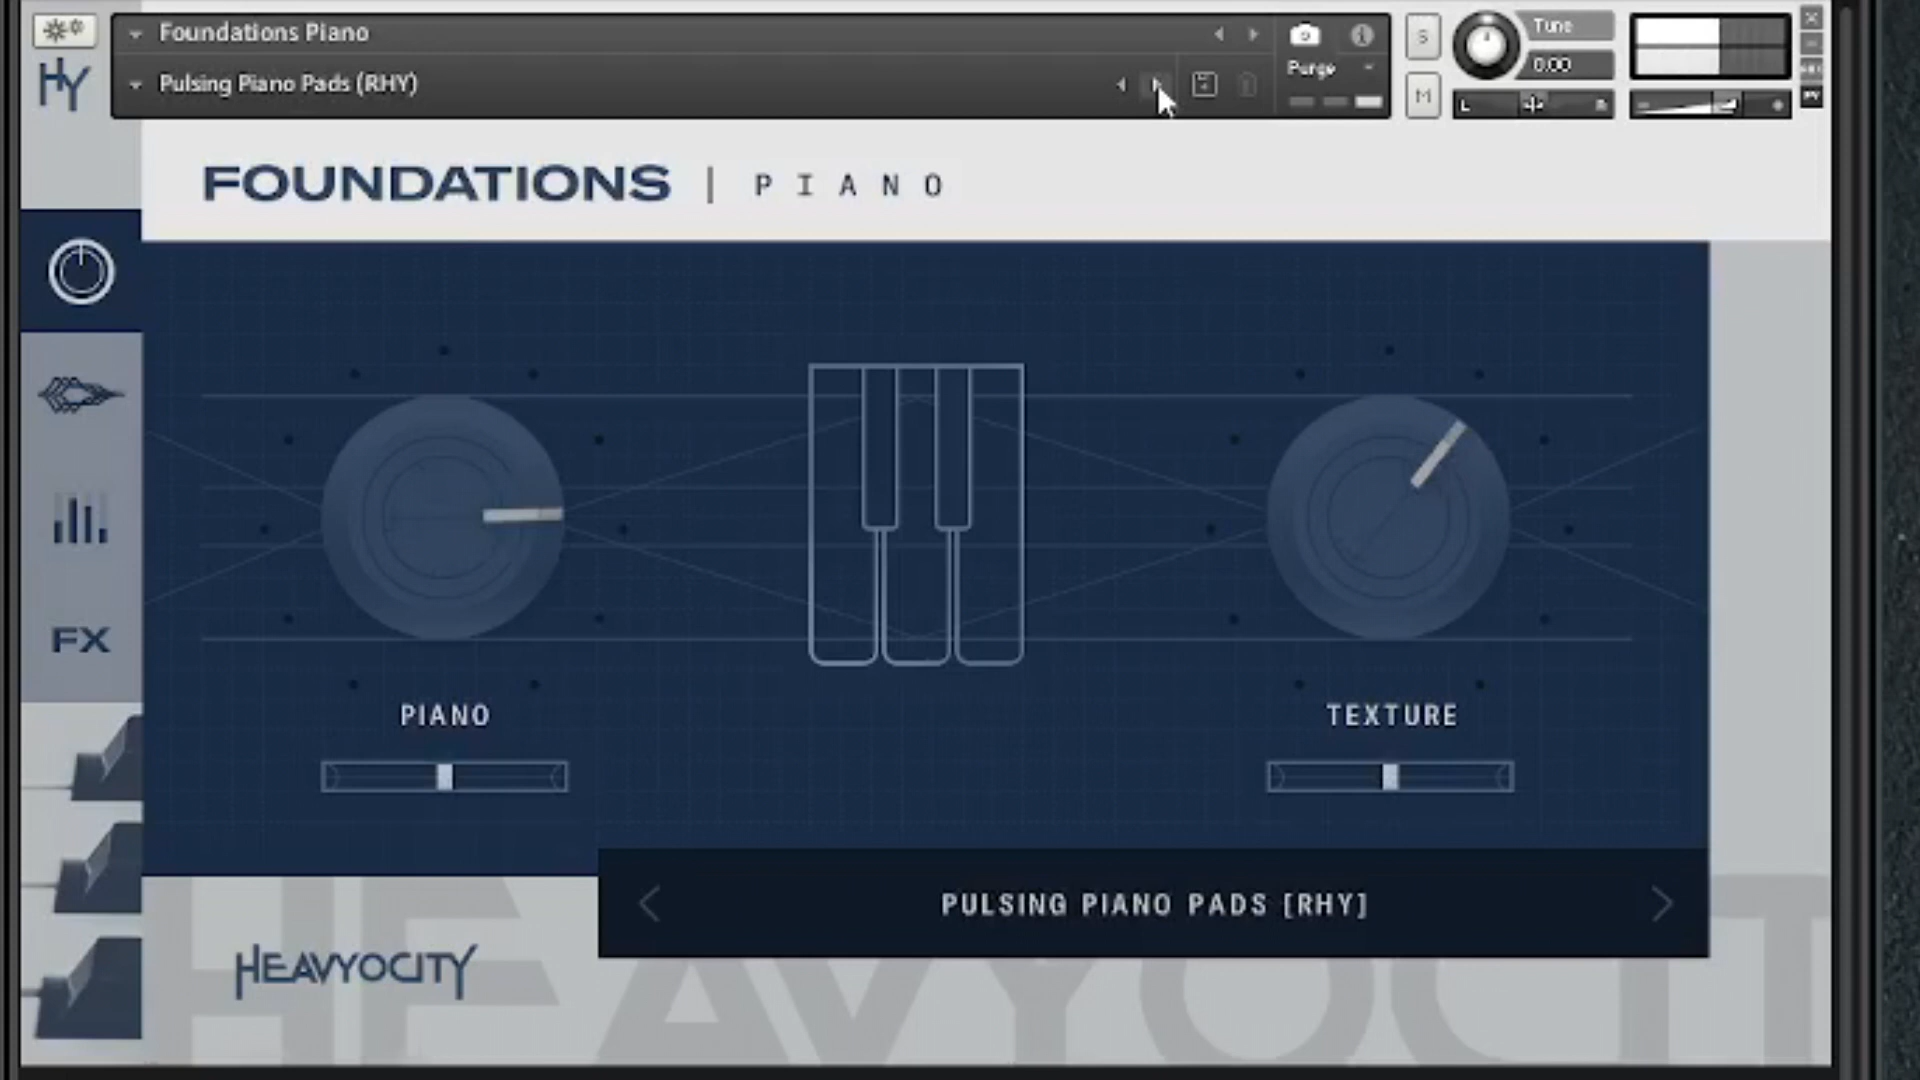 Foundations Piano
Pulsing Piano Pads (RHY)
Purge
S
M
Tune
0.00
L
R
HY
FOUNDATIONS | PIANO
FX
PIANO
TEXTURE
PULSING PIANO PADS [RHY]
HEAVYOCITY
HEAVYOCIT